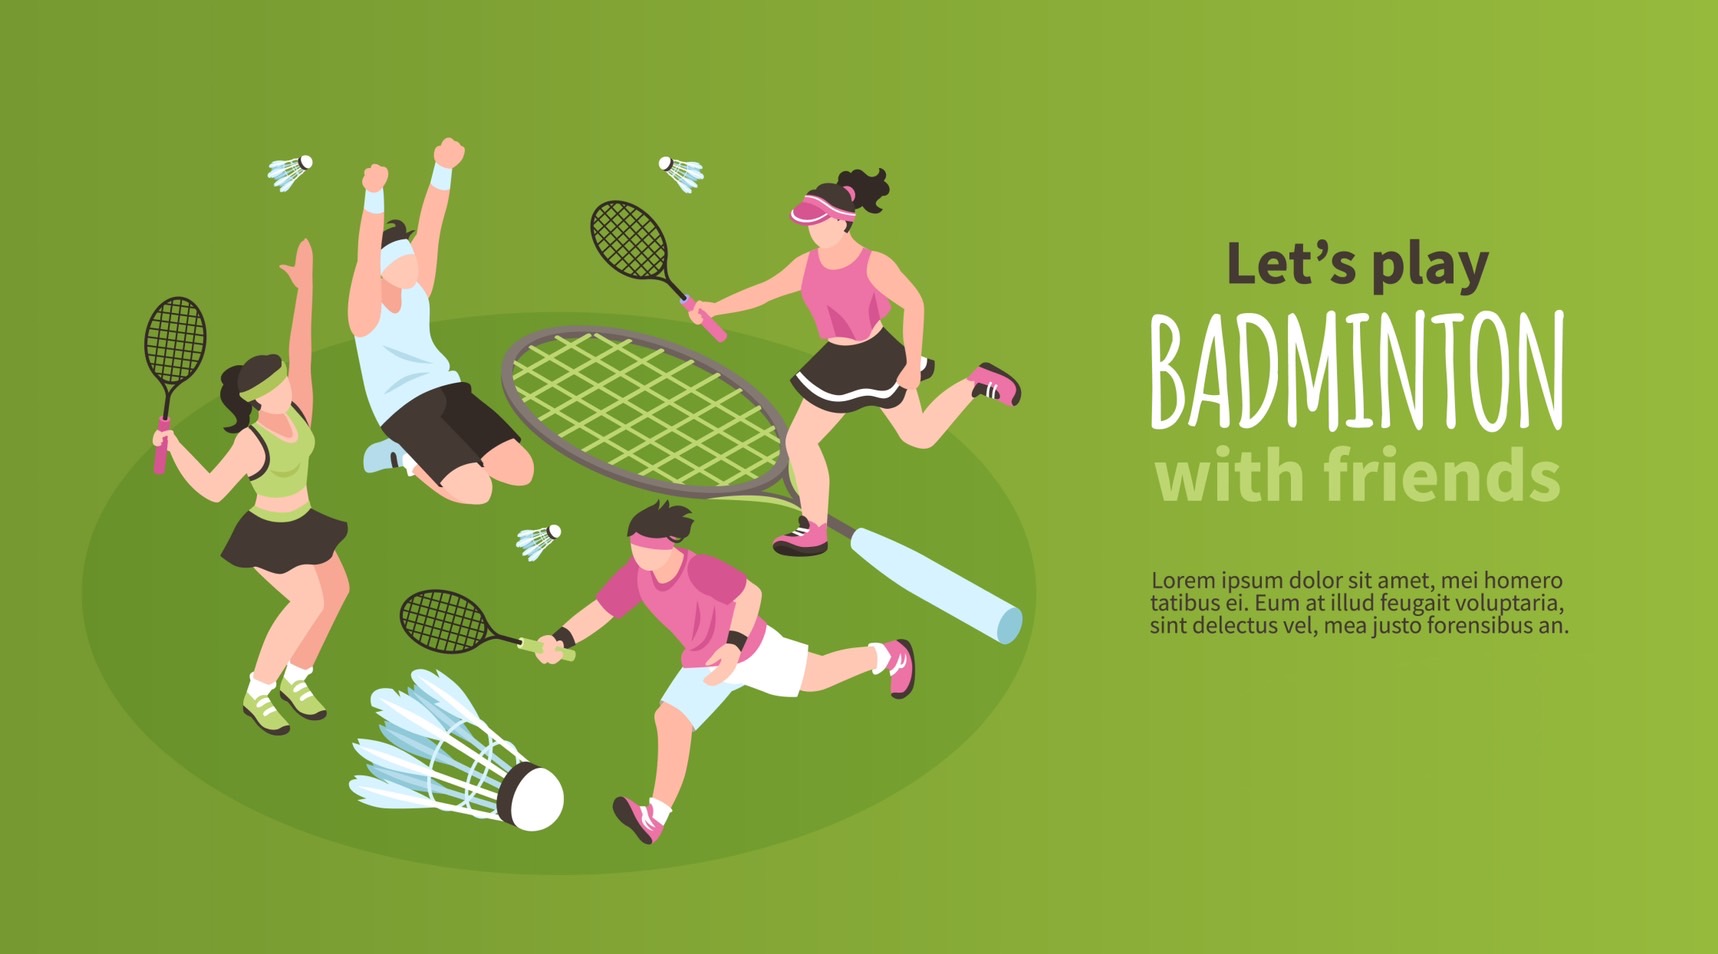 Let’s play
BADMINTON
with friends
Lorem ipsum dolor sit amet, mei homero
tatibus ei. Eum at illud feugait voluptaria,
sint delectus vel, mea justo forensibus an.